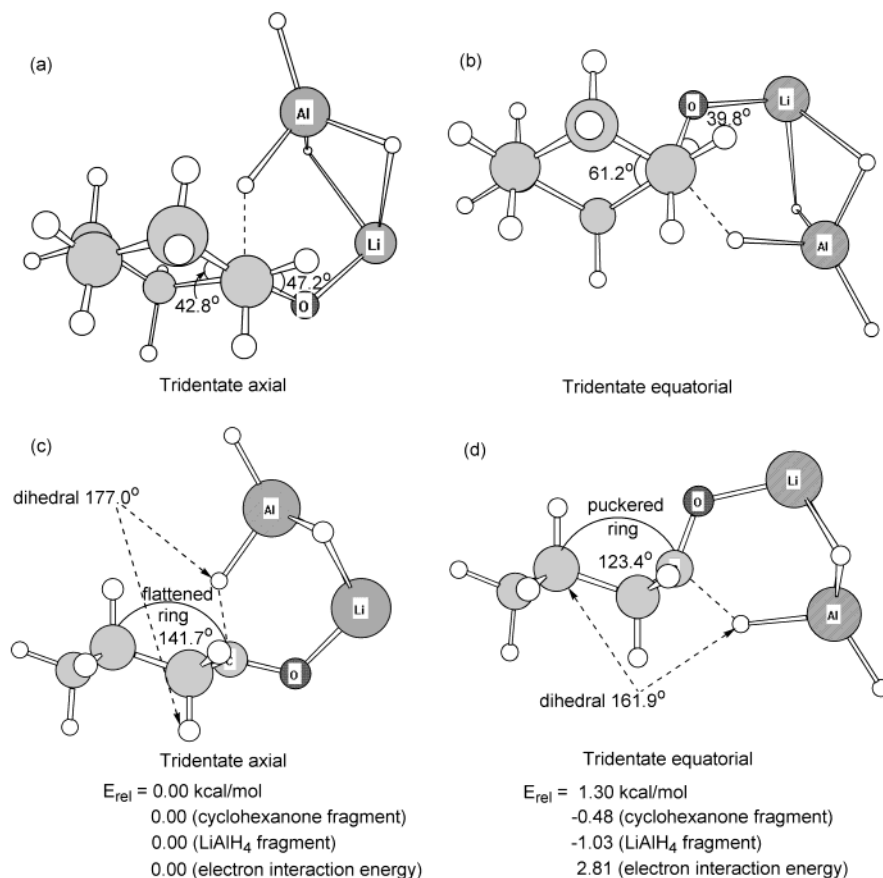 (a)
Al
Li
O
42.8°
47.2°
Tridentate axial
(b)
O
Li
39.8°
61.2°
Al
Tridentate equatorial
(c)
dihedral 177.0°
Al
flattened
ring
141.7°
Li
C
O
Tridentate axial
E_rel = 0.00 kcal/mol
0.00 (cyclohexanone fragment)
0.00 (LiAlH₄ fragment)
0.00 (electron interaction energy)
(d)
puckered
ring
123.4°
O
Li
Al
dihedral 161.9°
Tridentate equatorial
E_rel = 1.30 kcal/mol
-0.48 (cyclohexanone fragment)
-1.03 (LiAlH₄ fragment)
2.81 (electron interaction energy)